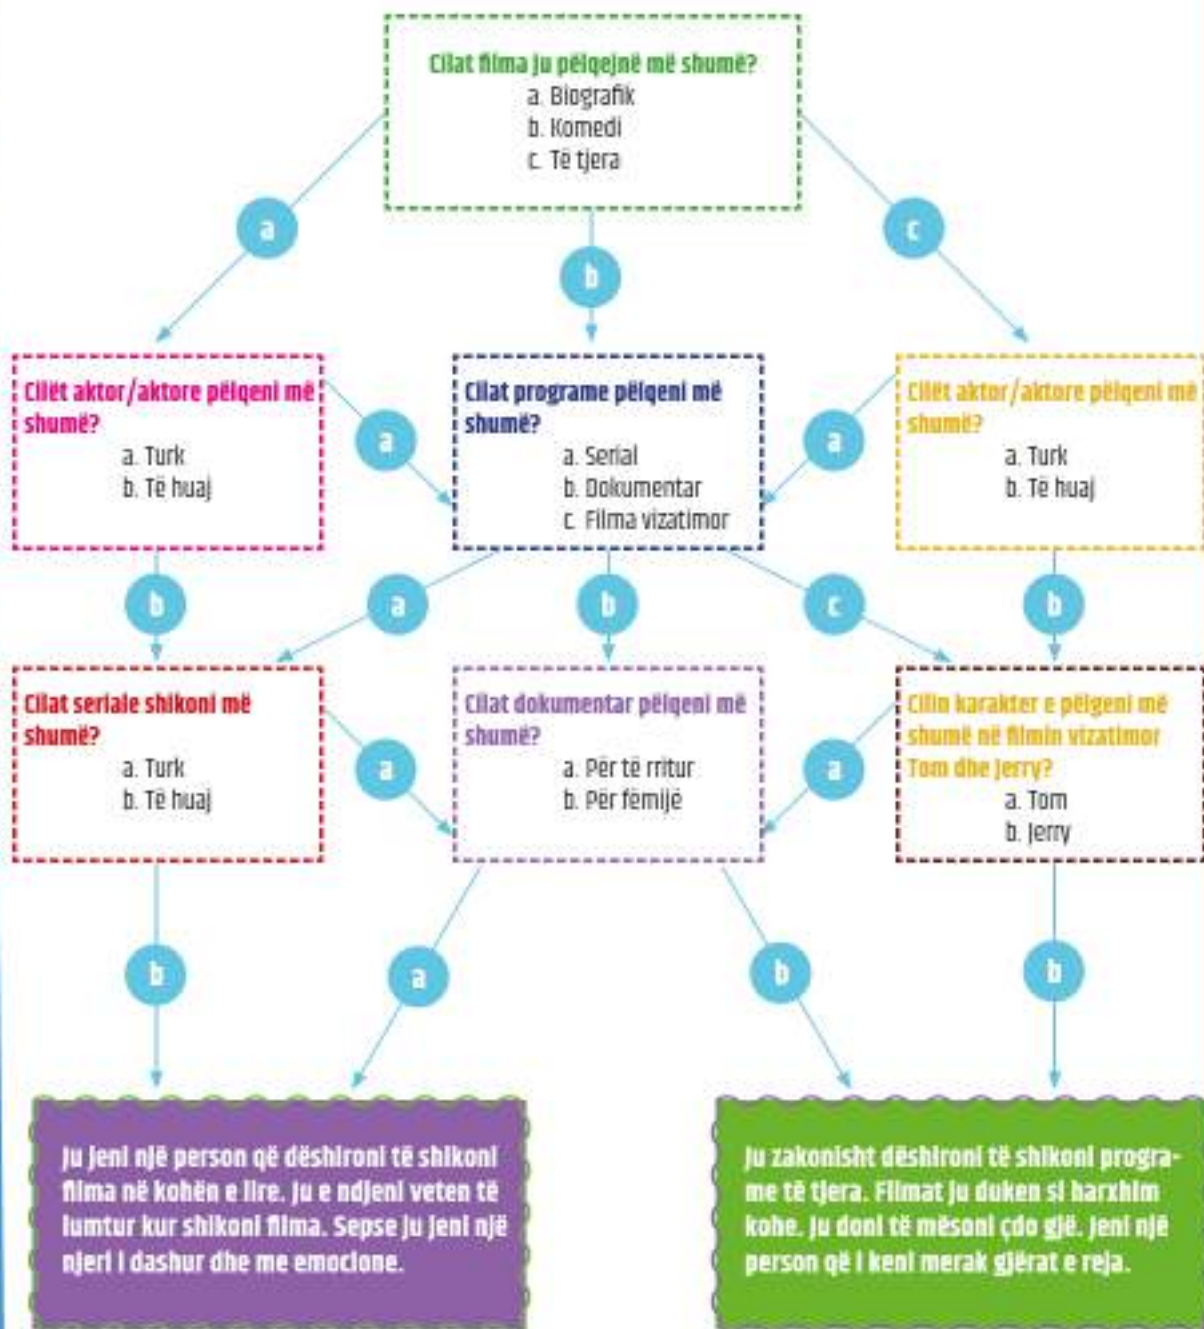 Cilat filma ju pëlqejnë më shumë?
a. Biografik
b. Komedi
c. Të tjera
a
b
c
Cilët aktor/aktore pëlqeni më
shumë?
a. Turk
b. Të huaj
a
Cilat programe pëlqeni më
shumë?
a. Serial
b. Dokumentar
c. Filma vizatimor
a
Cilët aktor/aktore pëlqeni më
shumë?
a. Turk
b. Të huaj
b
a
b
c
b
Cilat seriale shikoni më
shumë?
a. Turk
b. Të huaj
a
Cilat dokumentar pëlqeni më
shumë?
a. Për të rritur
b. Për fëmijë
a
Cilin karakter e pëlgeni më
shumë në filmin vizatimor
Tom dhe Jerry?
a. Tom
b. Jerry
b
a
b
b
Ju jeni një person që dëshironi të shikoni
filma në kohën e lire. Ju e ndjeni veten të
lumtur kur shikoni filma. Sepse ju jeni një
njeri i dashur dhe me emocione.
Ju zakonisht dëshironi të shikoni progra-
me të tjera. Filmat ju duken si harxhim
kohe. Ju doni të mësoni çdo gjë. Jeni një
person që i keni merak gjërat e reja.